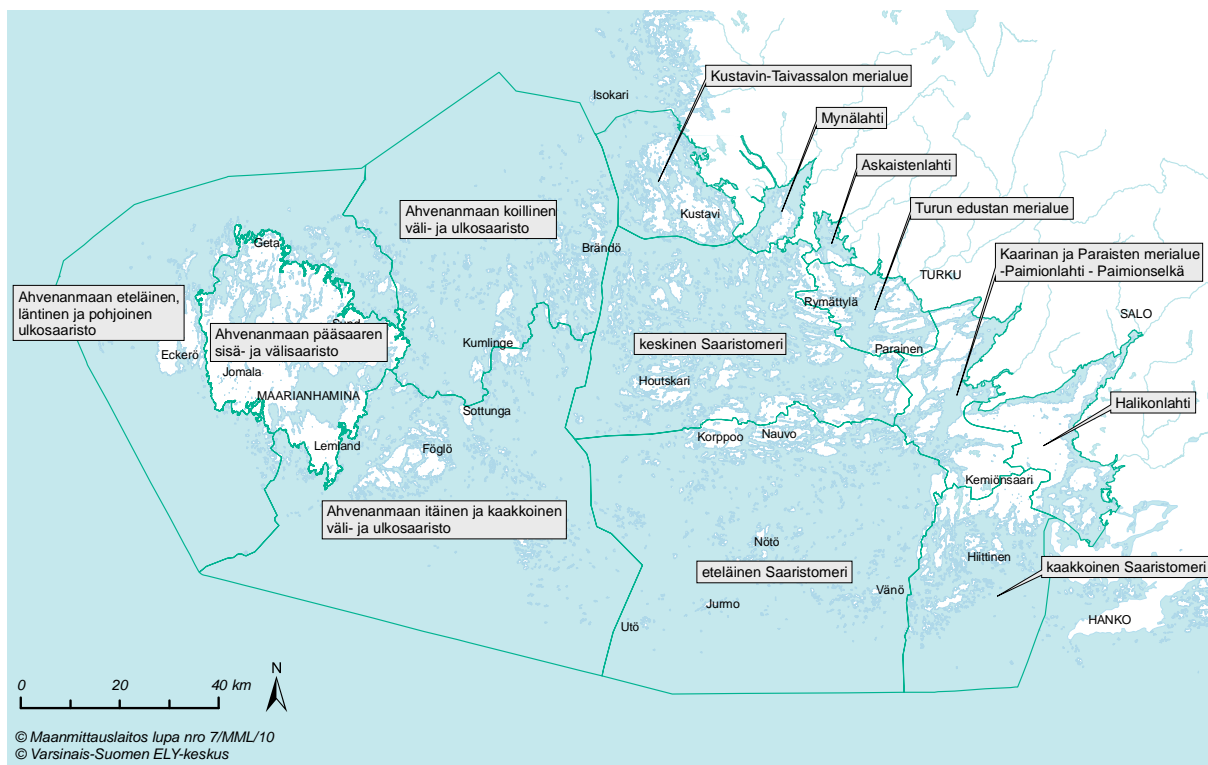 Isokari
Kustavin-Taivassalon merialue
Mynälahti
Askaistenlahti
Turun edustan merialue
Kaarinan ja Paraisten merialue
-Paimionlahti - Paimionselkä
Ahvenanmaan koillinen
väli- ja ulkosaaristo
Kustavi
Brändö
Geta
TURKU
SALO
Ahvenanmaan eteläinen,
läntinen ja pohjoinen
ulkosaaristo
Ahvenanmaan pääsaaren
sisä- ja välisaaristo
Eckerö
Jomala
MAARIANHAMINA
Lemland
Kumlinge
Sottunga
Föglö
Rymättylä
Parainen
keskinen Saaristomeri
Houtskari
Korppoo
Nauvo
Halikonlahti
Kemiönsaari
Ahvenanmaan itäinen ja kaakkoinen
väli- ja ulkosaaristo
Nötö
eteläinen Saaristomeri
Jurmo
Vänö
Utö
Hiittinen
kaakkoinen Saaristomeri
HANKO
N
0 20 40 km
© Maanmittauslaitos lupa nro 7/MML/10
© Varsinais-Suomen ELY-keskus